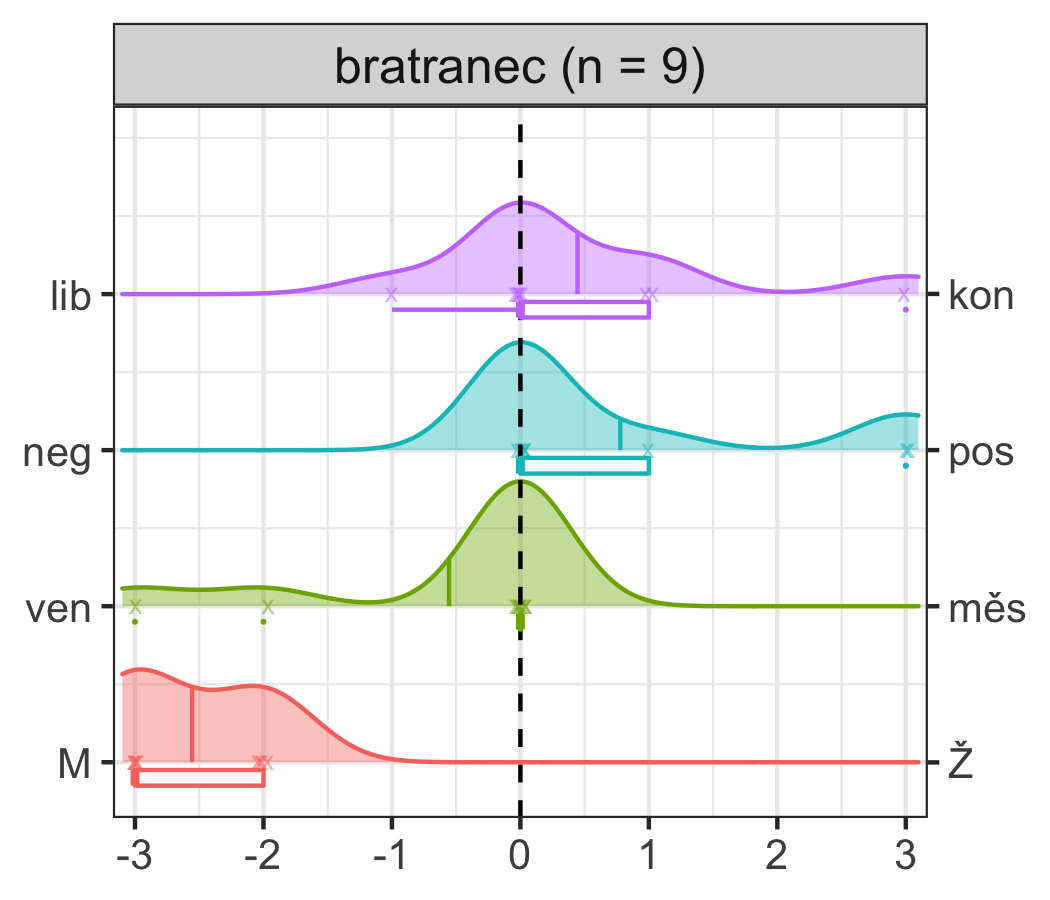 bratranec (n = 9)
lib kon
neg pos
ven měs
M Ž
-3 -2 -1 0 1 2 3